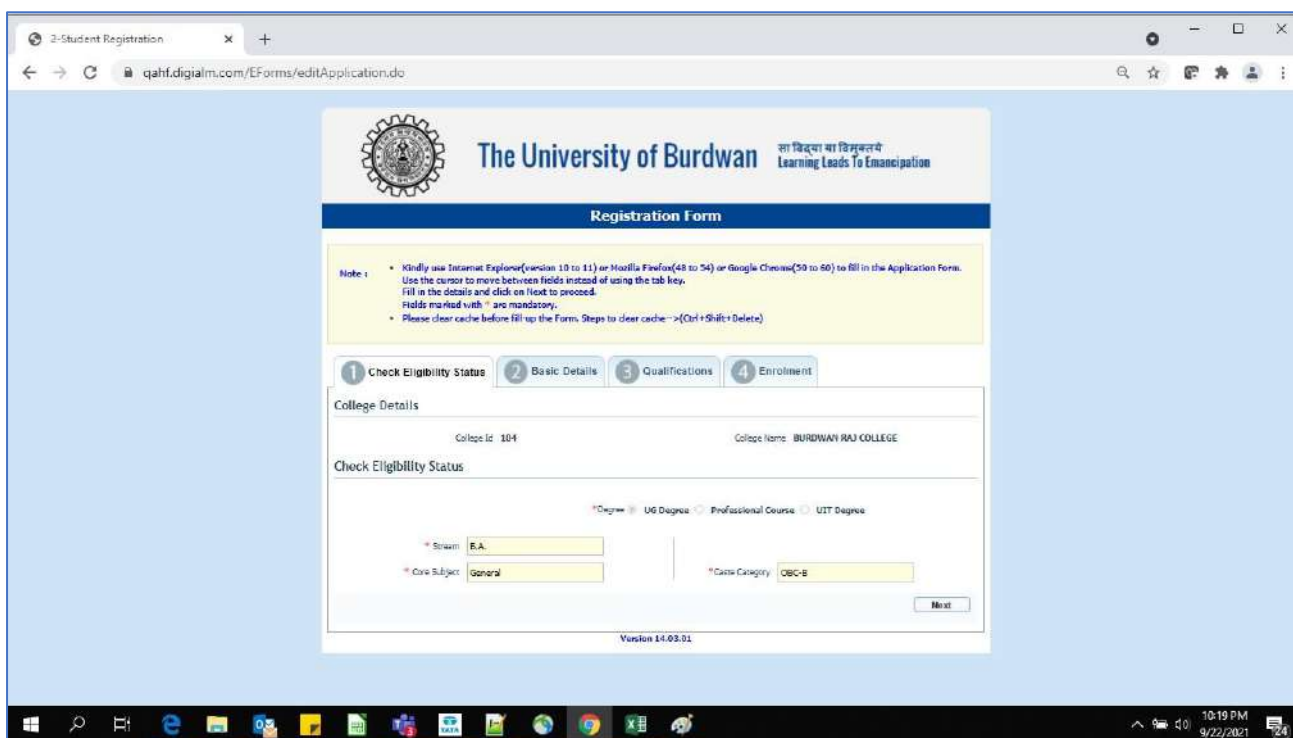 2-Student Registration
qahf.digialm.com/EForms/editApplication.do
The University of Burdwan
सा विद्या या विमुक्तये
Learning Leads To Emancipation
Registration Form
Note :
• Kindly use Internet Explorer(version 10 to 11) or Mozilla Firefox(48 to 54) or Google Chrome(50 to 60) to fill in the Application Form.
Use the cursor to move between fields instead of using the tab key.
Fill in the details and click on Next to proceed.
Fields marked with * are mandatory.
• Please clear cache before fill-up the Form. Steps to clear cache-->(Ctrl+Shift+Delete)
1 Check Eligibility Status 2 Basic Details 3 Qualifications 4 Enrolment
College Details
College Id 104 College Name BURDWAN RAJ COLLEGE
Check Eligibility Status
*Degree UG Degree Professional Course UIT Degree
* Stream B.A.
* Core Subject General *Caste Category OBC-B
Next
Version 14.03.01
10:19 PM
9/22/2021
24